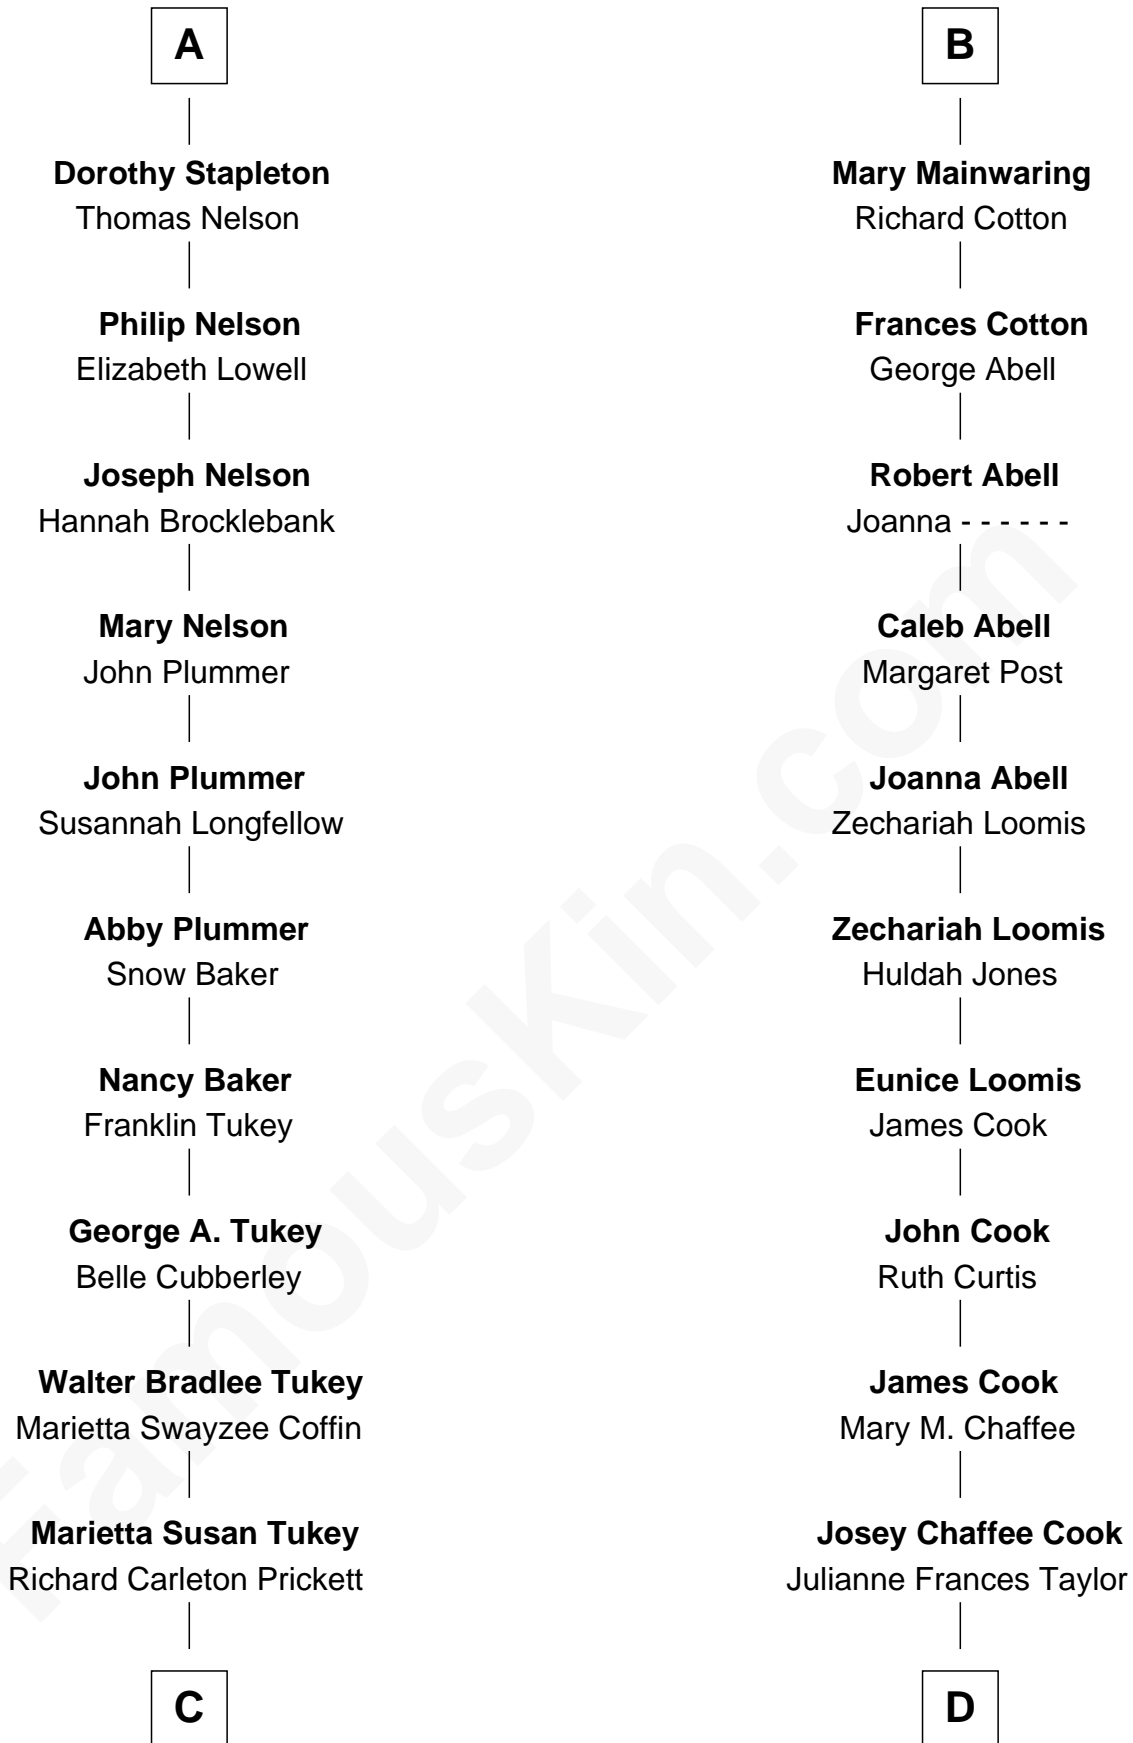 A
Dorothy Stapleton
Thomas Nelson
Philip Nelson
Elizabeth Lowell
Joseph Nelson
Hannah Brocklebank
Mary Nelson
John Plummer
John Plummer
Susannah Longfellow
Abby Plummer
Snow Baker
Nancy Baker
Franklin Tukey
George A. Tukey
Belle Cubberley
Walter Bradlee Tukey
Marietta Swayzee Coffin
Marietta Susan Tukey
Richard Carleton Prickett
C
B
Mary Mainwaring
Richard Cotton
Frances Cotton
George Abell
Robert Abell
Joanna - - - - - -
Caleb Abell
Margaret Post
Joanna Abell
Zechariah Loomis
Zechariah Loomis
Huldah Jones
Eunice Loomis
James Cook
John Cook
Ruth Curtis
James Cook
Mary M. Chaffee
Josey Chaffee Cook
Julianne Frances Taylor
D
FamousKin.com